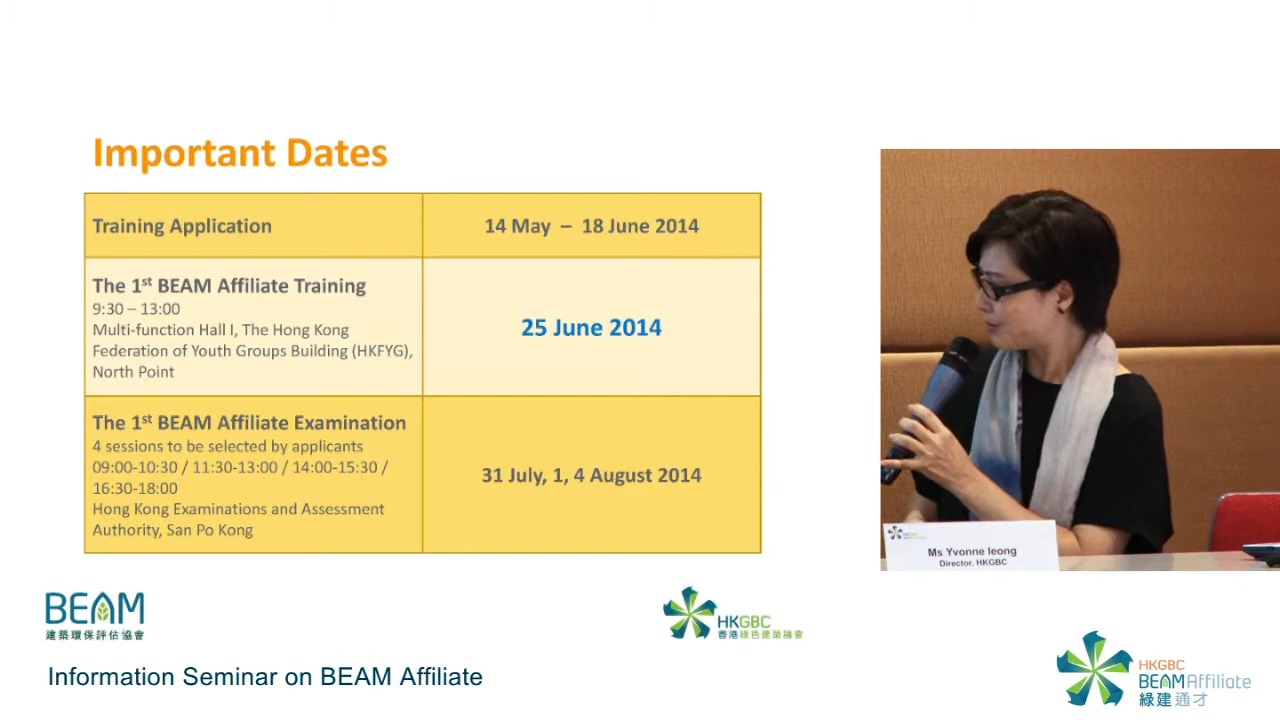 Important Dates
Training Application
14 May – 18 June 2014
The 1st BEAM Affiliate Training
9:30 – 13:00
Multi-function Hall I, The Hong Kong
Federation of Youth Groups Building (HKFYG),
North Point
25 June 2014
The 1st BEAM Affiliate Examination
4 sessions to be selected by applicants
09:00-10:30 / 11:30-13:00 / 14:00-15:30 /
16:30-18:00
Hong Kong Examinations and Assessment
Authority, San Po Kong
31 July, 1, 4 August 2014
Ms Yvonne Ieong
Director, HKGBC
BEAM
建築環保評估協會
HKGBC
香港綠色建築議會
Information Seminar on BEAM Affiliate
HKGBC
BEAMAffiliate
綠建通才